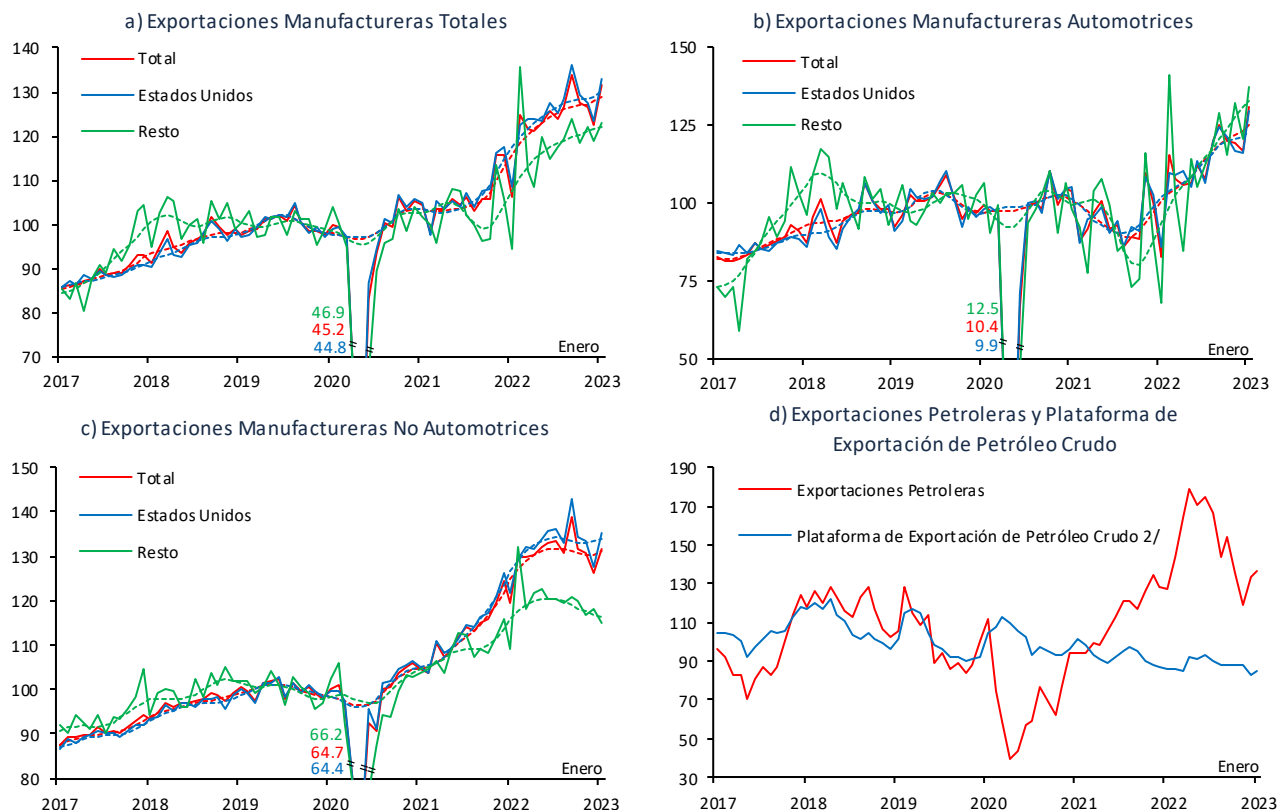 a) Exportaciones Manufactureras Totales
140
130
120
110
100
90
80
70
Total
Estados Unidos
Resto
46.9
45.2
44.8
Enero
2017 2018 2019 2020 2021 2022 2023
b) Exportaciones Manufactureras Automotrices
150
125
100
75
50
Total
Estados Unidos
Resto
12.5
10.4
9.9
Enero
2017 2018 2019 2020 2021 2022 2023
c) Exportaciones Manufactureras No Automotrices
150
140
130
120
110
100
90
80
Total
Estados Unidos
Resto
66.2
64.7
64.4
Enero
2017 2018 2019 2020 2021 2022 2023
d) Exportaciones Petroleras y Plataforma de
Exportación de Petróleo Crudo
190
170
150
130
110
90
70
50
30
Exportaciones Petroleras
Plataforma de Exportación de Petróleo Crudo 2/
Enero
2017 2018 2019 2020 2021 2022 2023